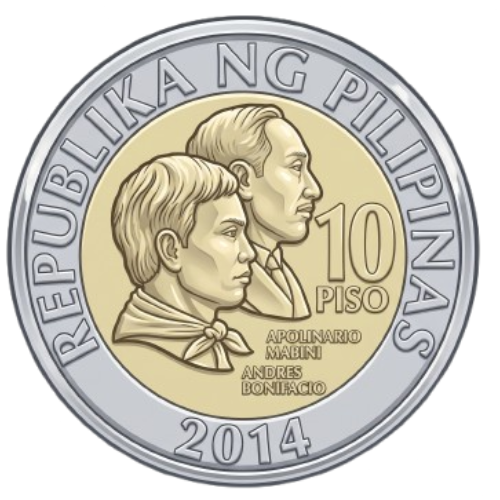 REPUBLIKA NG PILIPINAS
10
PISO
APOLINARIO
MABINI
ANDRES
BONIFACIO
2014